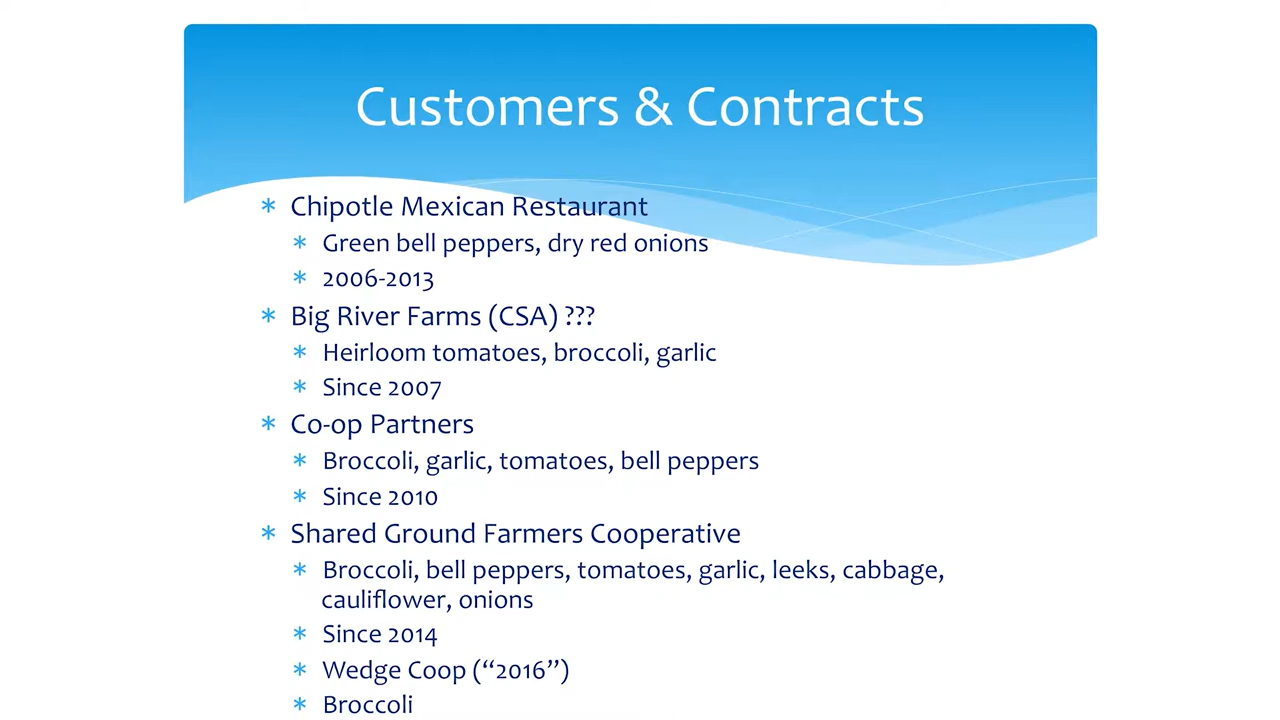 Customers & Contracts
* Chipotle Mexican Restaurant
* Green bell peppers, dry red onions
* 2006-2013
* Big River Farms (CSA) ???
* Heirloom tomatoes, broccoli, garlic
* Since 2007
* Co-op Partners
* Broccoli, garlic, tomatoes, bell peppers
* Since 2010
* Shared Ground Farmers Cooperative
* Broccoli, bell peppers, tomatoes, garlic, leeks, cabbage,
cauliflower, onions
* Since 2014
* Wedge Coop (“2016”)
* Broccoli